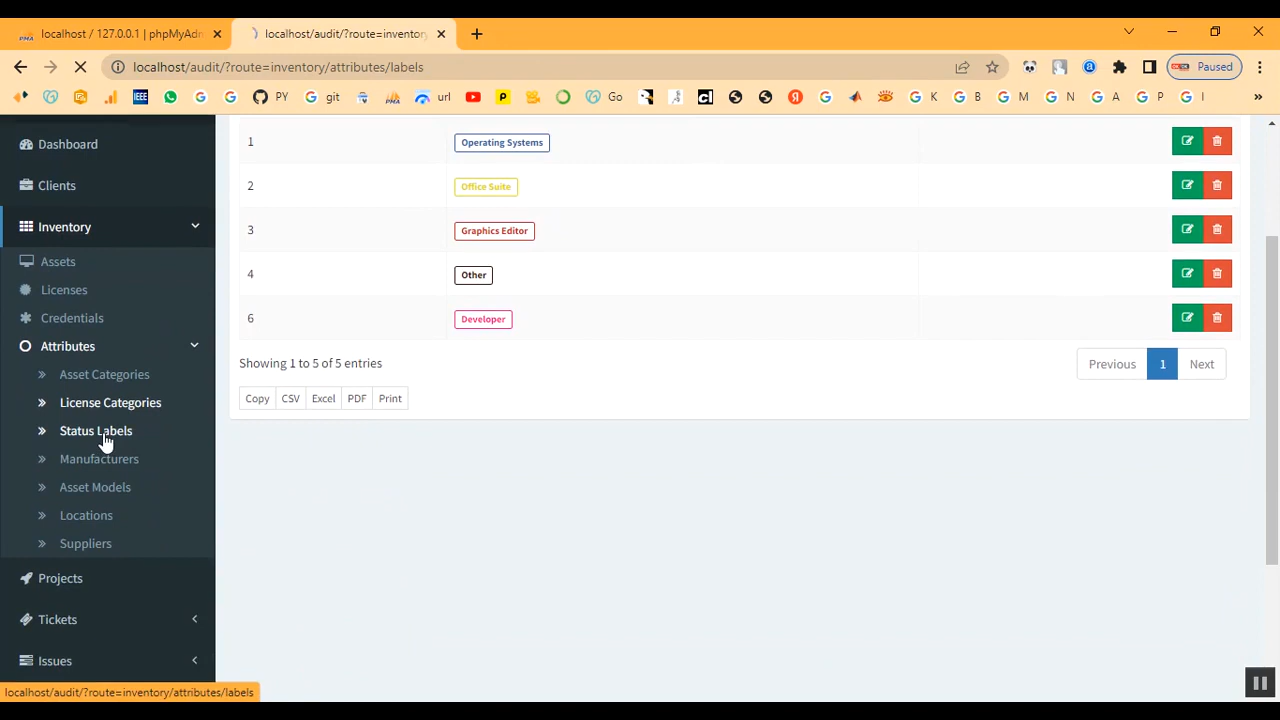 localhost / 127.0.0.1 | phpMyAdm
localhost/audit/?route=inventory
localhost/audit/?route=inventory/attributes/labels
Paused
IEEE
PY
git
url
Go
K
B
M
N
A
P
I
Dashboard
Clients
Inventory
Assets
Licenses
Credentials
Attributes
Asset Categories
License Categories
Status Labels
Manufacturers
Asset Models
Locations
Suppliers
Projects
Tickets
Issues
1 Operating Systems
2 Office Suite
3 Graphics Editor
4 Other
6 Developer
Showing 1 to 5 of 5 entries
Previous 1 Next
Copy CSV Excel PDF Print
localhost/audit/?route=inventory/attributes/labels